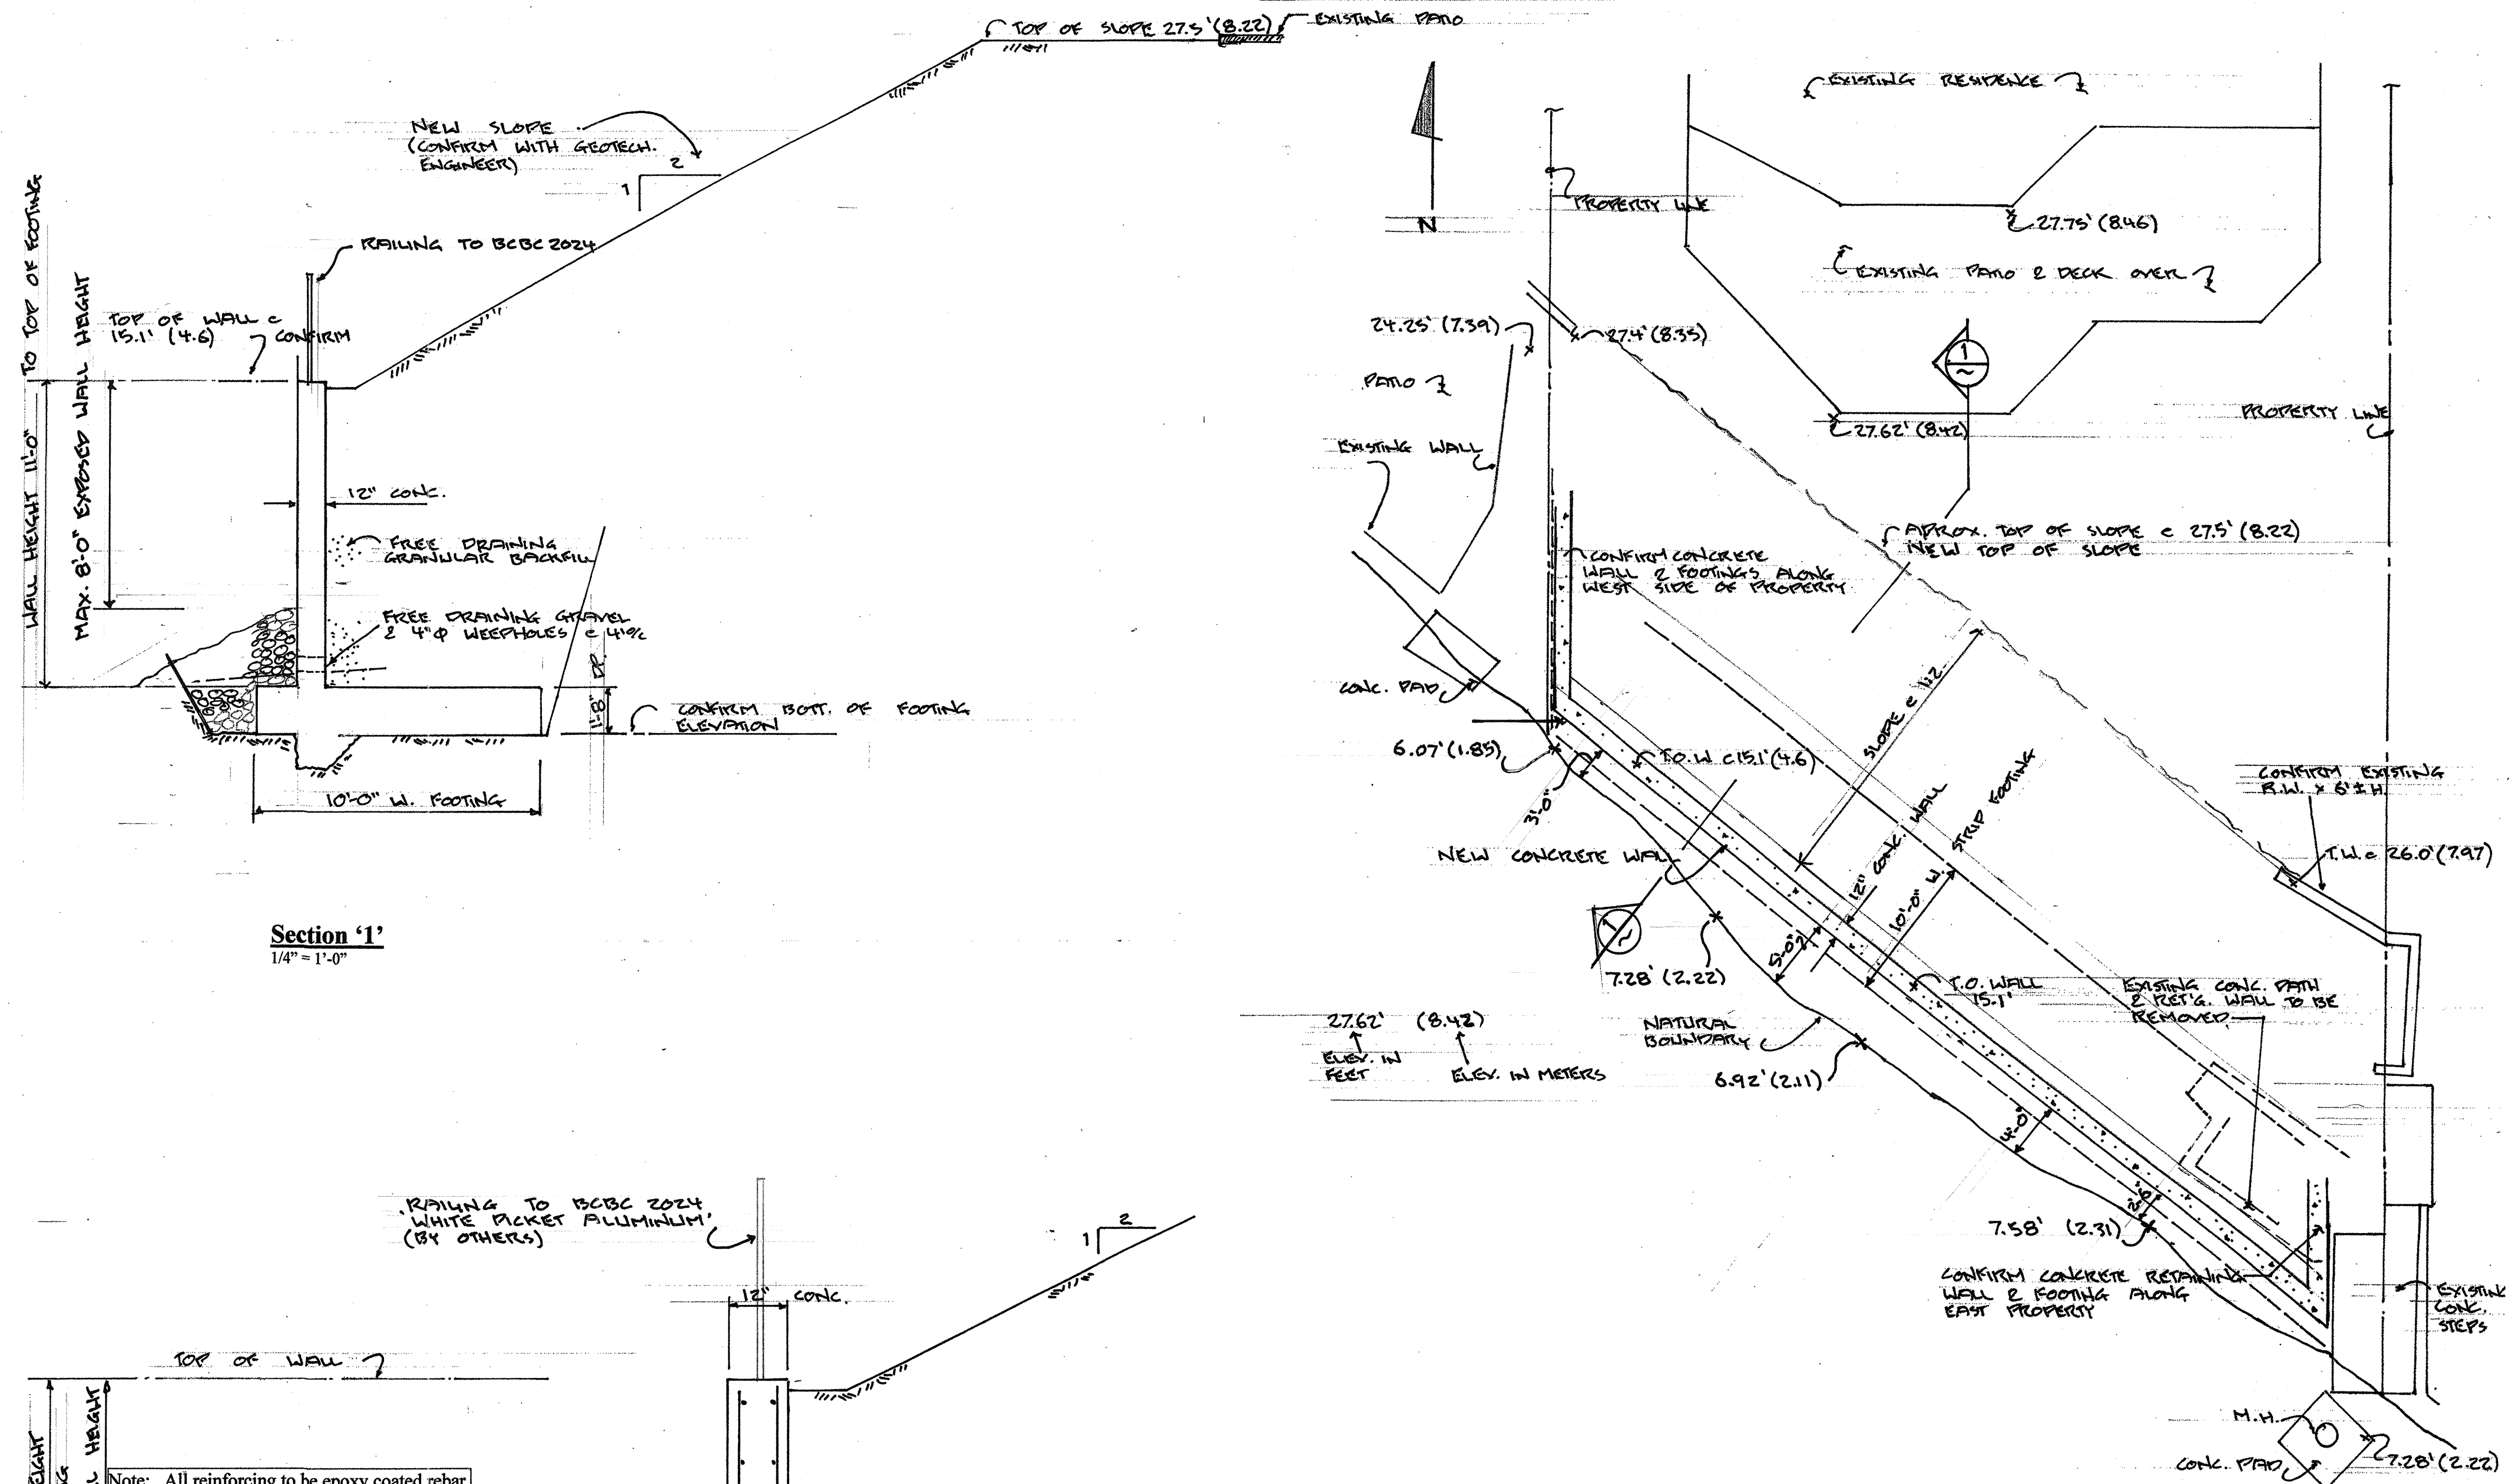 TOP OF SLOPE 27.5' (8.22)
EXISTING PATIO
NEW SLOPE
(CONFIRM WITH GEOTECH.
ENGINEER)
2
1
RAILING TO BCBC 2024
TOP OF WALL @
15.1' (4.6)
CONFIRM
WALL HEIGHT 11'-0" TO TOP OF FOOTING
MAX. 8'-0" EXPOSED WALL HEIGHT
12" CONC.
FREE DRAINING
GRANULAR BACKFILL
FREE DRAINING GRAVEL
& 4"φ WEEPHOLES @ 4' O/C
1'-8" DP.
CONFIRM BOTT. OF FOOTING
ELEVATION
10'-0" W. FOOTING
Section ‘1’
1/4” = 1’-0”
RAILING TO BCBC 2024
'WHITE PICKET ALUMINUM'
(BY OTHERS)
2
1
12" CONC.
TOP OF WALL
HEIGHT
Note: All reinforcing to be epoxy coated rebar
N
EXISTING RESIDENCE
PROPERTY LINE
27.75' (8.46)
EXISTING PATIO & DECK OVER
24.25' (7.39)
27.4' (8.35)
PATIO
1
~
27.62' (8.42)
PROPERTY LINE
EXISTING WALL
APROX. TOP OF SLOPE @ 27.5' (8.22)
NEW TOP OF SLOPE
CONFIRM CONCRETE
WALL & FOOTINGS ALONG
WEST SIDE OF PROPERTY
CONC. PAD
SLOPE @ 1:2
6.07' (1.85)
T.O.W @ 15.1' (4.6)
3'-0"
CONFIRM EXISTING
R.W. x 6' ± H.
T.W. @ 26.0' (7.97)
NEW CONCRETE WALL
12" CONC. WALL
10'-0" W. STRIP FOOTING
1
~
5'-0"
7.28' (2.22)
T.O. WALL
15.1'
EXISTING CONC. PATH
& RET'G. WALL TO BE
REMOVED
27.62' (8.42)
ELEV. IN
FEET
ELEV. IN METERS
NATURAL
BOUNDARY
6.92' (2.11)
4'-0"
2'-6"
7.58' (2.31)
CONFIRM CONCRETE RETAINING
WALL & FOOTING ALONG
EAST PROPERTY
CONC.
STEPS
M.H.
CONC. PAD
7.28' (2.22)